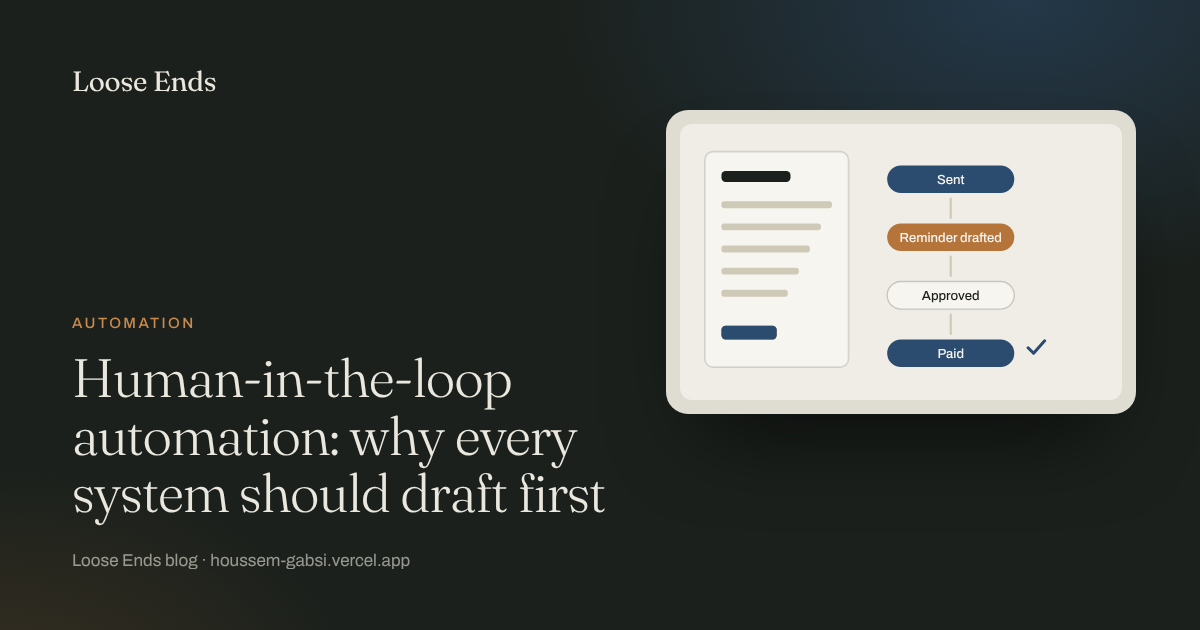 Loose Ends
AUTOMATION
Human-in-the-loop
automation: why every
system should draft first
Loose Ends blog · houssem-gabsi.vercel.app
Sent
Reminder drafted
Approved
Paid